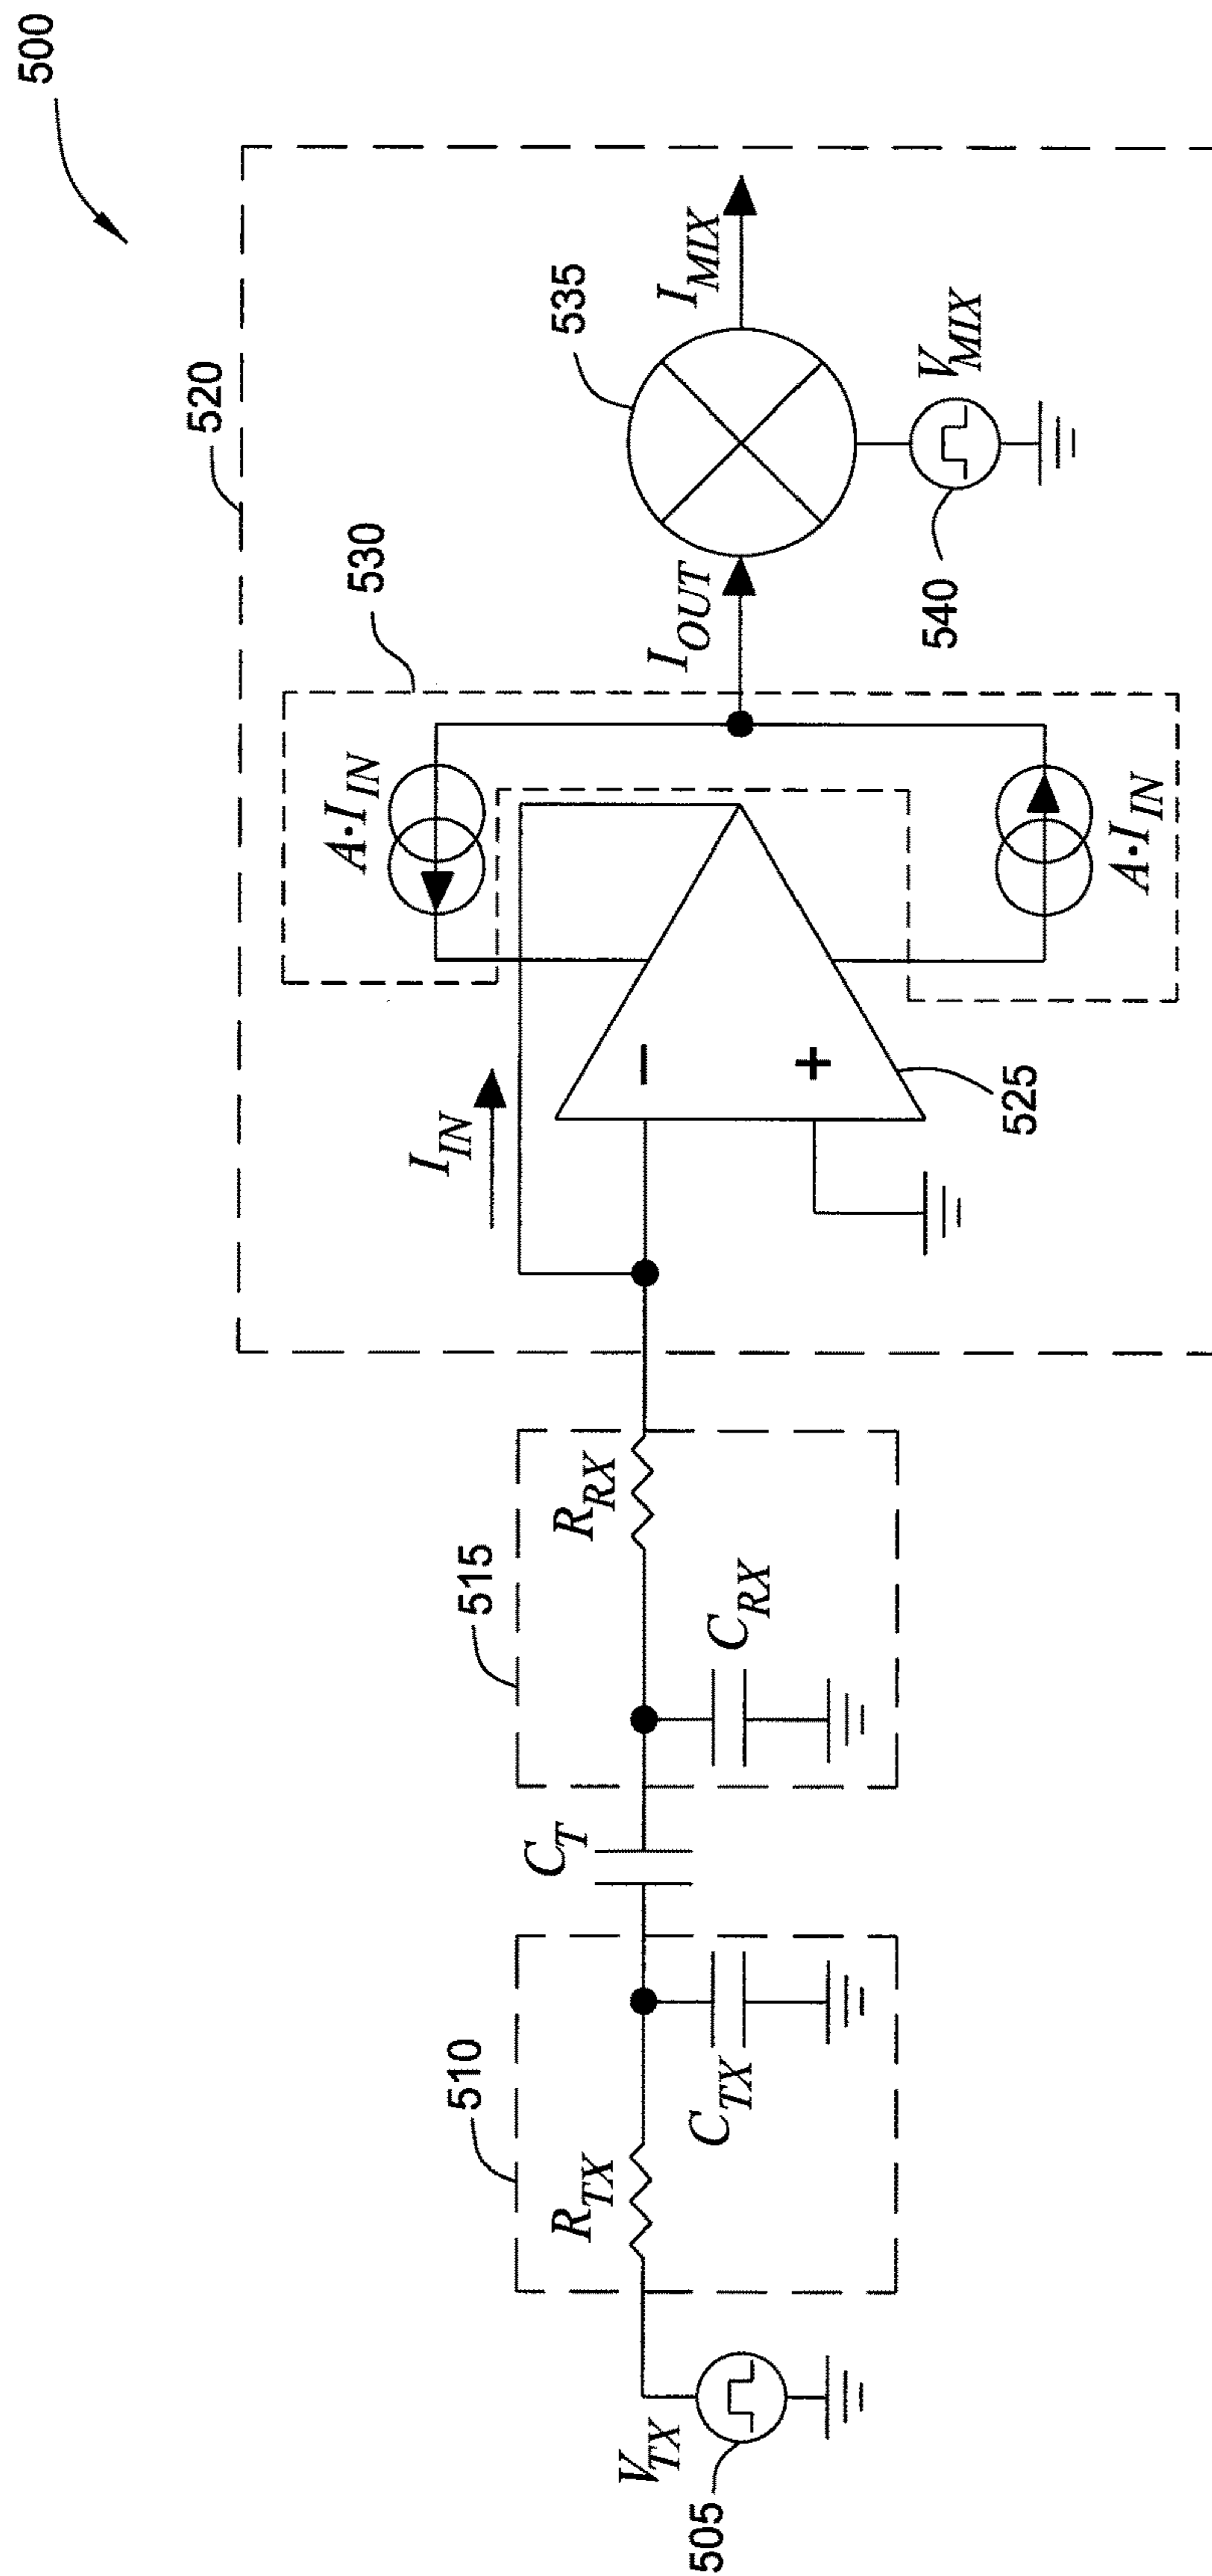 500
520
530
A·I_IN
I_IN
525
A·I_IN
I_OUT
535
I_MIX
540
V_MIX
515
R_RX
C_RX
C_T
510
R_TX
C_TX
V_TX
505
−
+